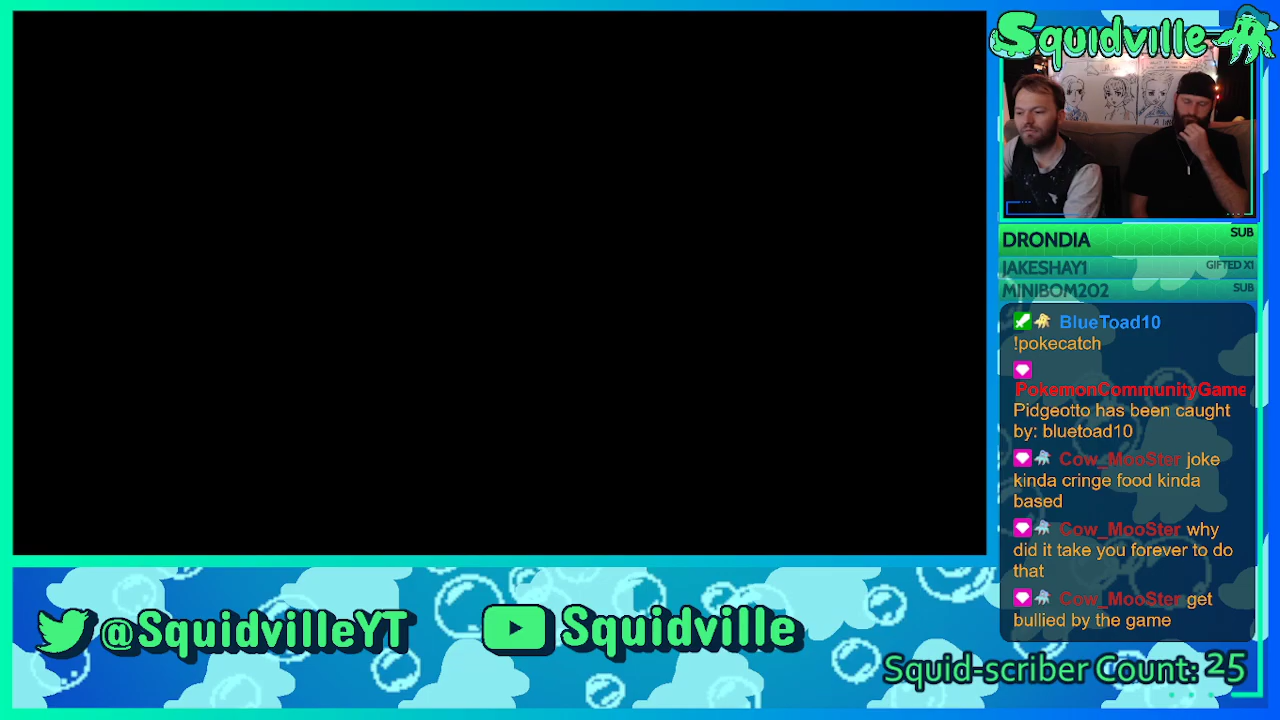 Squidville
DRONDIA
SUB
JAKESHAY1
GIFTED X1
MINIBOM202
SUB
BlueToad10
!pokecatch
PokemonCommunityGame
Pidgeotto has been caught
by: bluetoad10
Cow_MooSter joke
kinda cringe food kinda
based
Cow_MooSter why
did it take you forever to do
that
Cow_MooSter get
bullied by the game
@SquidvilleYT
Squidville
Squid-scriber Count: 25